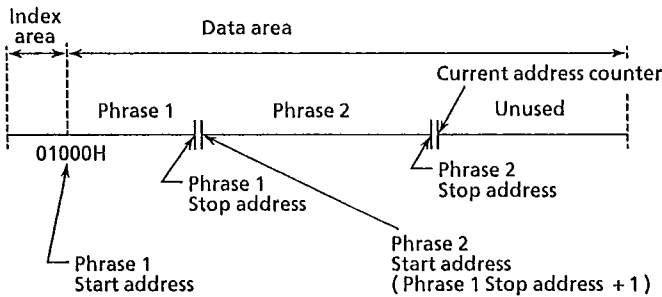 Index
area
Data area
Current address counter
Phrase 1
Phrase 2
Unused
01000H
Phrase 1
Stop address
Phrase 2
Stop address
Phrase 2
Start address
(Phrase 1 Stop address + 1)
Phrase 1
Start address